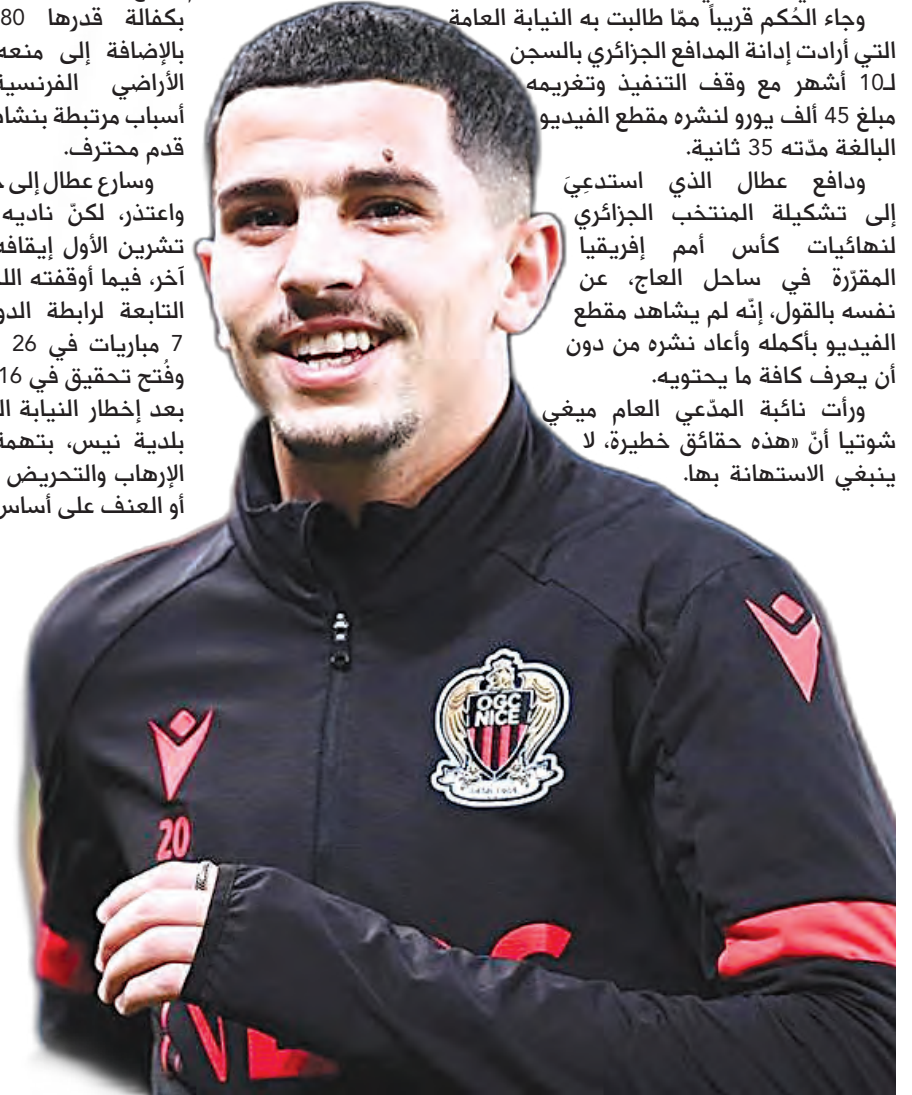 وجاء الحُكم قريباً ممّا طالبت به النيابة العامة
التي أرادت إدانة المدافع الجزائري بالسجن
لـ10 أشهر مع وقف التنفيذ وتغريمه
مبلغ 45 ألف يورو لنشره مقطع الفيديو
البالغة مدّته 35 ثانية.
ودافع عطال الذي استدعِيَ
إلى تشكيلة المنتخب الجزائري
لنهائيات كأس أمم إفريقيا
المقرّرة في ساحل العاج، عن
نفسه بالقول، إنّه لم يشاهد مقطع
الفيديو بأكمله وأعاد نشره من دون
أن يعرف كافة ما يحتويه.
ورأت نائبة المدّعي العام ميغي
شوتيا أنّ «هذه حقائق خطيرة، لا
ينبغي الاستهانة بها.
بكفالة قدرها 80
بالإضافة إلى منعه
الأراضي الفرنسية
أسباب مرتبطة
قدم محترف.
وسارع عطال إلى
واعتذر، لكنّ ناديه
تشرين الأول إيقافه
آخر، فيما أوقفته
التابعة لرابطة
7 مباريات في 26
وفُتح تحقيق في 16
بعد إخطار النيابة
بلدية نيس، بتهمة
الإرهاب والتحريض
أو العنف على أساس
OGC
NICE
20